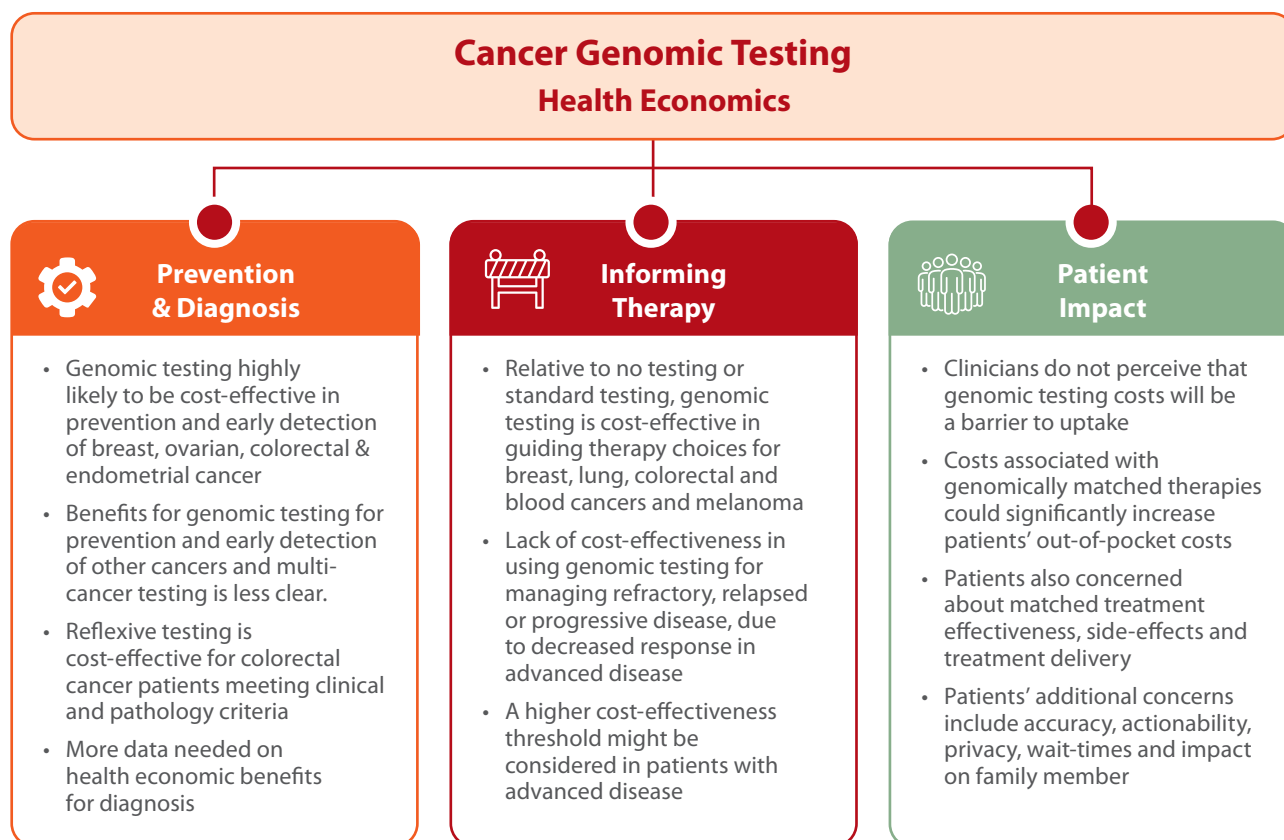 Cancer Genomic Testing
Health Economics
Prevention
& Diagnosis
• Genomic testing highly
likely to be cost-effective in
prevention and early detection
of breast, ovarian, colorectal &
endometrial cancer
• Benefits for genomic testing for
prevention and early detection
of other cancers and multi-
cancer testing is less clear.
• Reflexive testing is
cost-effective for colorectal
cancer patients meeting clinical
and pathology criteria
• More data needed on
health economic benefits
for diagnosis
Informing
Therapy
• Relative to no testing or
standard testing, genomic
testing is cost-effective in
guiding therapy choices for
breast, lung, colorectal and
blood cancers and melanoma
• Lack of cost-effectiveness in
using genomic testing for
managing refractory, relapsed
or progressive disease, due
to decreased response in
advanced disease
• A higher cost-effectiveness
threshold might be
considered in patients with
advanced disease
Patient
Impact
• Clinicians do not perceive that
genomic testing costs will be
a barrier to uptake
• Costs associated with
genomically matched therapies
could significantly increase
patients’ out-of-pocket costs
• Patients also concerned
about matched treatment
effectiveness, side-effects and
treatment delivery
• Patients’ additional concerns
include accuracy, actionability,
privacy, wait-times and impact
on family member